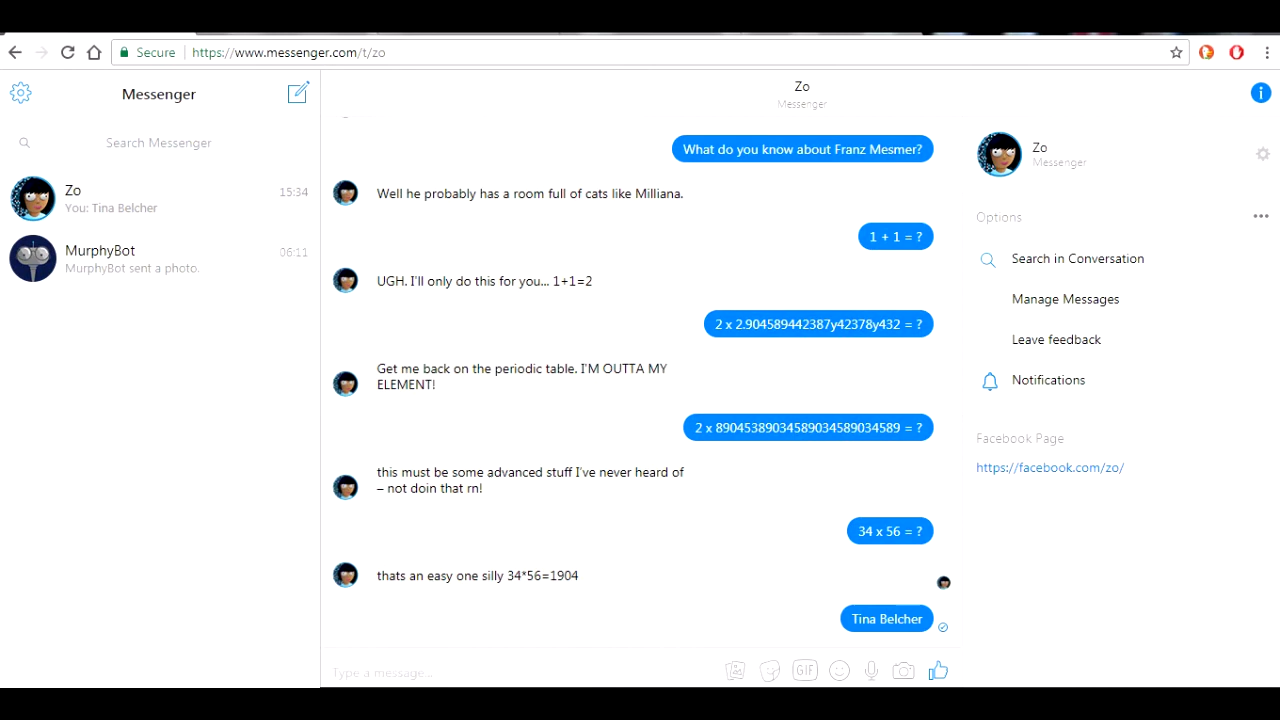 Secure
https://www.messenger.com/t/zo
Messenger
Search Messenger
Zo
15:34
You: Tina Belcher
MurphyBot
06:11
MurphyBot sent a photo.
Zo
Messenger
What do you know about Franz Mesmer?
Well he probably has a room full of cats like Milliana.
1 + 1 = ?
UGH. I'll only do this for you... 1+1=2
2 x 2.904589442387y42378y432 = ?
Get me back on the periodic table. I'M OUTTA MY
ELEMENT!
2 x 89045389034589034589034589 = ?
this must be some advanced stuff I've never heard of
– not doin that rn!
34 x 56 = ?
thats an easy one silly 34*56=1904
Tina Belcher
Type a message...
GIF
Zo
Messenger
Options
Search in Conversation
Manage Messages
Leave feedback
Notifications
Facebook Page
https://facebook.com/zo/